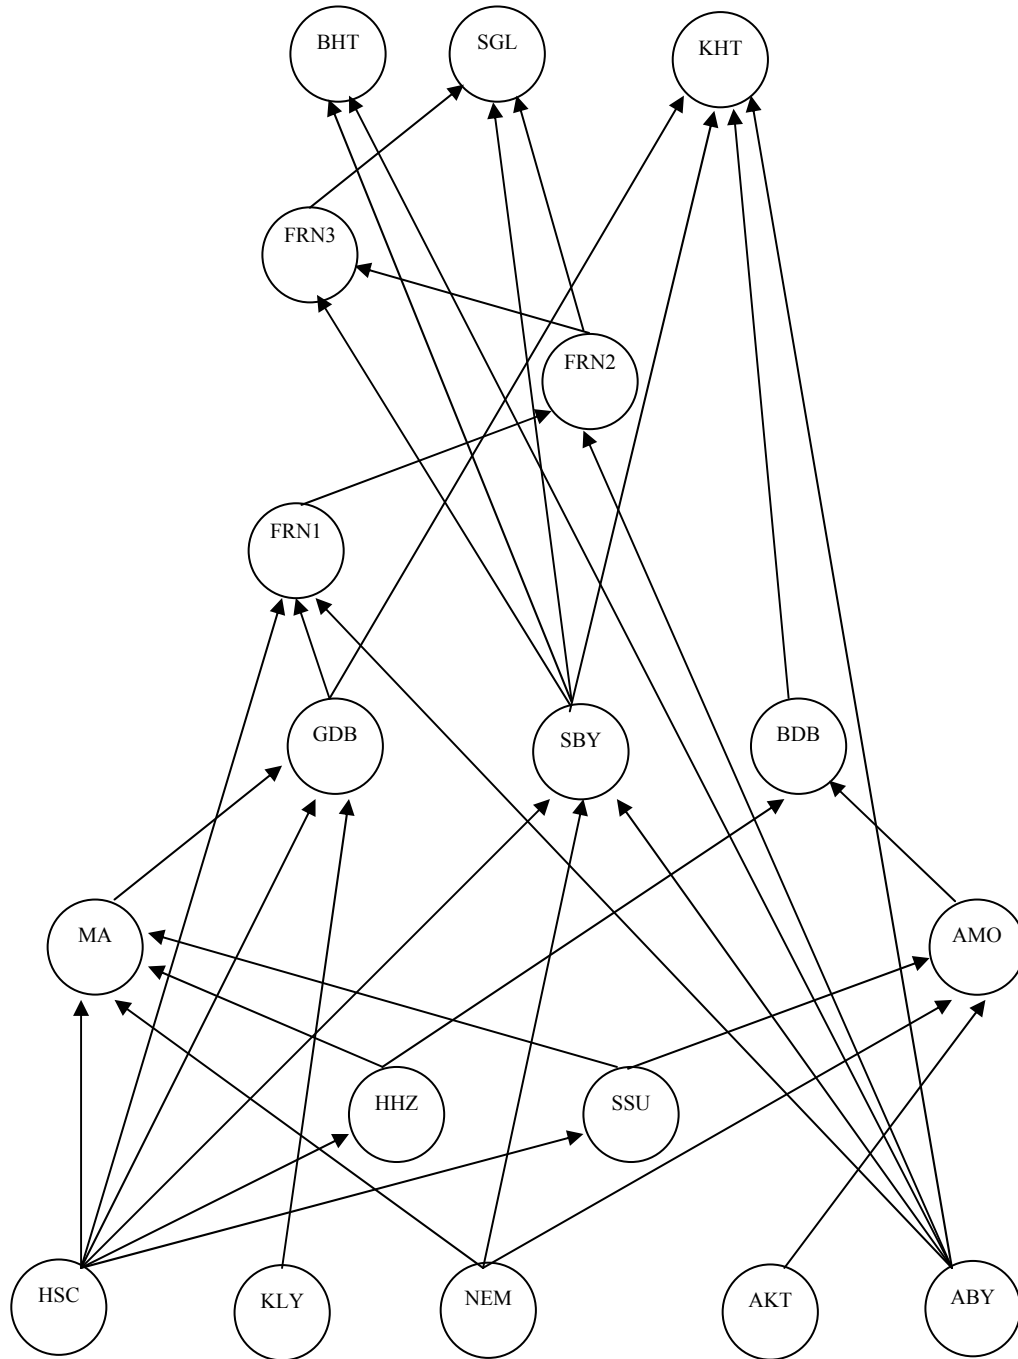 BHT
SGL
KHT
FRN3
FRN2
FRN1
GDB
SBY
BDB
MA
AMO
HHZ
SSU
HSC
KLY
NEM
AKT
ABY